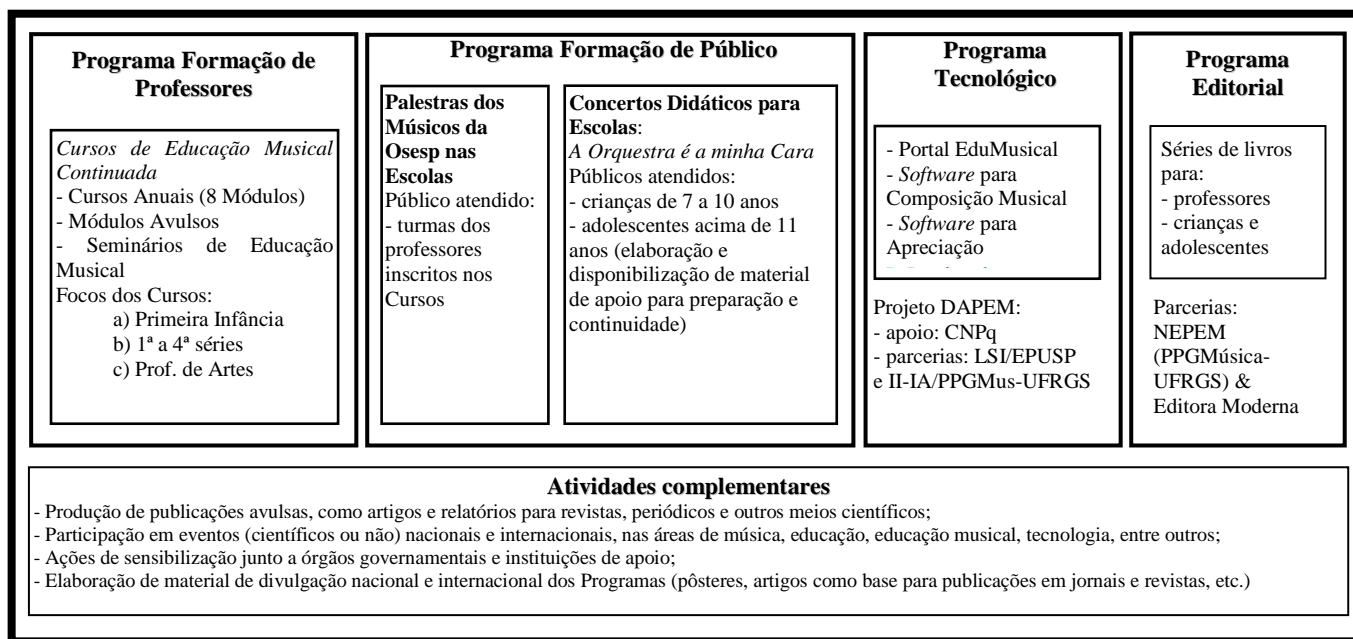 Programa Formação de
Professores
Cursos de Educação Musical
Continuada
- Cursos Anuais (8 Módulos)
- Módulos Avulsos
- Seminários de Educação
Musical
Focos dos Cursos:
a) Primeira Infância
b) 1ª a 4ª séries
c) Prof. de Artes
Programa Formação de Público
Palestras dos
Músicos da
Osesp nas
Escolas
Público atendido:
- turmas dos
professores
inscritos nos
Cursos
Concertos Didáticos para
Escolas:
A Orquestra é a minha Cara
Públicos atendidos:
- crianças de 7 a 10 anos
- adolescentes acima de 11
anos (elaboração e
disponibilização de material
de apoio para preparação e
continuidade)
Programa
Tecnológico
- Portal EduMusical
- Software para
Composição Musical
- Software para
Apreciação
Projeto DAPEM:
- apoio: CNPq
- parcerias: LSI/EPUSP
e II-IA/PPGMus-UFRGS
Programa
Editorial
Séries de livros
para:
- professores
- crianças e
adolescentes
Parcerias:
NEPEM
(PPGMúsica-
UFRGS) &
Editora Moderna
Atividades complementares
- Produção de publicações avulsas, como artigos e relatórios para revistas, periódicos e outros meios científicos;
- Participação em eventos (científicos ou não) nacionais e internacionais, nas áreas de música, educação, educação musical, tecnologia, entre outros;
- Ações de sensibilização junto a órgãos governamentais e instituições de apoio;
- Elaboração de material de divulgação nacional e internacional dos Programas (pôsteres, artigos como base para publicações em jornais e revistas, etc.)